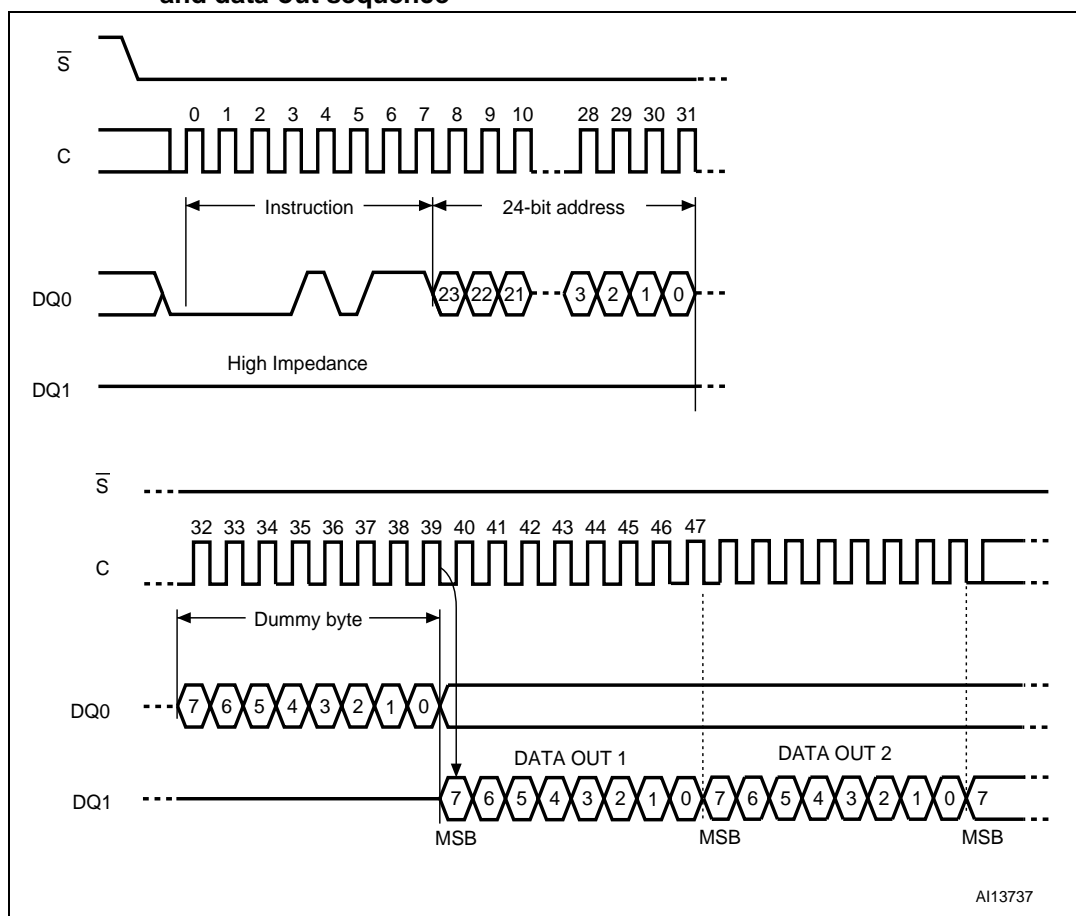 and data-out sequence
S
0 1 2 3 4 5 6 7 8 9 10 28 29 30 31
C
Instruction 24-bit address
DQ0 23 22 21 3 2 1 0
High Impedance
DQ1
S
32 33 34 35 36 37 38 39 40 41 42 43 44 45 46 47
C
Dummy byte
DQ0 7 6 5 4 3 2 1 0
DATA OUT 1 DATA OUT 2
DQ1 7 6 5 4 3 2 1 0 7 6 5 4 3 2 1 0 7
MSB MSB MSB
AI13737